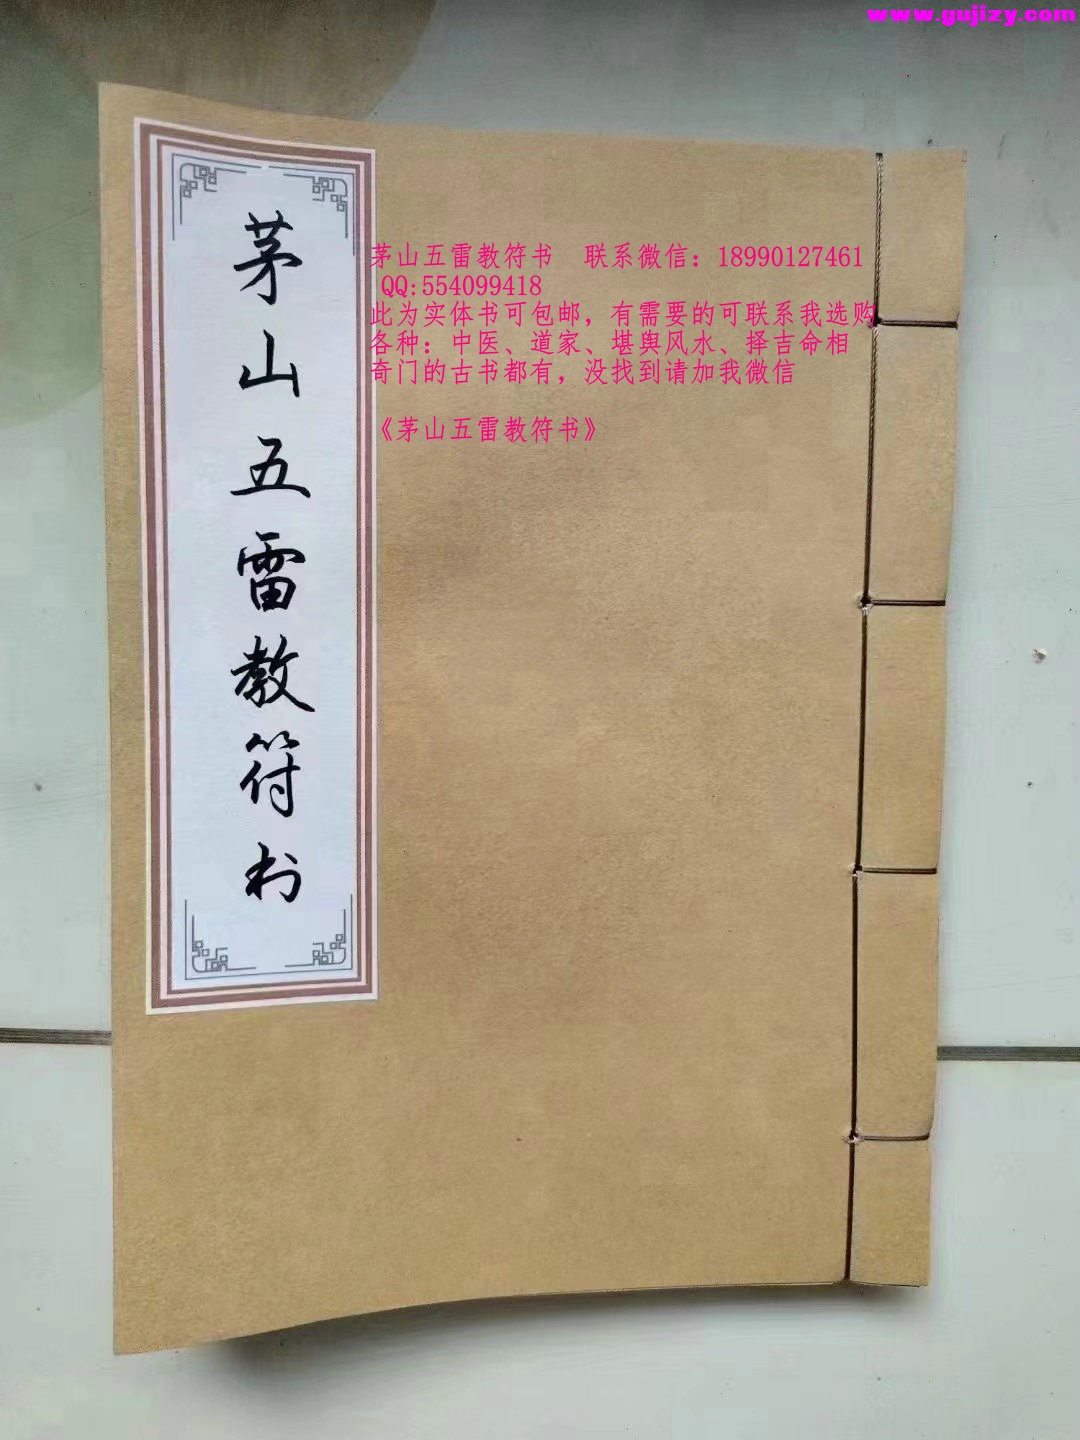 www.gujizy.com
茅山五雷教符书
茅山五雷教符书 联系微信：18990127461
QQ:554099418
此为实体书可包邮，有需要的可联系我选购
各种：中医、道家、堪舆风水、择吉命相
奇门的古书都有，没找到请加我微信
《茅山五雷教符书》